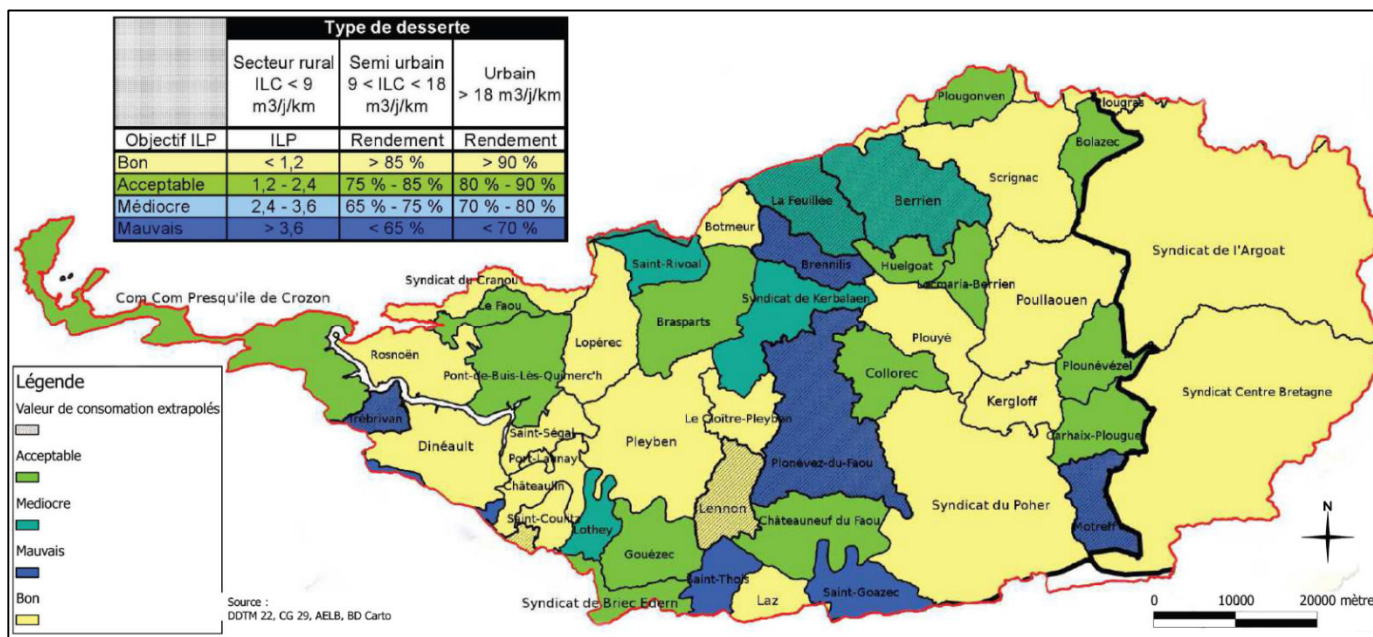 Type de desserte
Secteur rural
ILC < 9
m3/j/km
Semi urbain
9 < ILC < 18
m3/j/km
Urbain
> 18 m3/j/km
Objectif ILP
ILP
Rendement
Rendement
Bon
< 1,2
> 85 %
> 90 %
Acceptable
1,2 - 2,4
75 % - 85 %
80 % - 90 %
Médiocre
2,4 - 3,6
65 % - 75 %
70 % - 80 %
Mauvais
> 3,6
< 65 %
< 70 %
Plougonven
Plougras
Bolazec
Scrignac
La Feuillée
Berrien
Botmeur
Syndicat de l'Argoat
Saint-Rivoal
Brennilis
Huelgoat
Locmaria-Berrien
Syndicat du Cranou
Com Com Presqu'ile de Crozon
Le Faou
Syndicat de Kerbalaen
Poullaouen
Brasparts
Lopérec
Plouyé
Rosnoën
Plounévézel
Pont-de-Buis-Lès-Quimerc'h
Collorec
Syndicat Centre Bretagne
Kergloff
Trébrivan
Le Cloître-Pleyben
Saint-Ségal
Carhaix-Plougue
Dinéault
Pleyben
Port-Launay
Plonévez-du-Faou
Châteaulin
Syndicat du Poher
Lennon
Saint-Coulitz
Châteauneuf du Faou
Motreff
Lothey
Gouézec
Saint-Thois
Saint-Goazec
Laz
Syndicat de Briec Edern
Légende
Valeur de consomation extrapolés
Acceptable
Mediocre
Mauvais
Bon
Source :
DDTM 22, CG 29, AELB, BD Carto
N
0 10000 20000 mètre